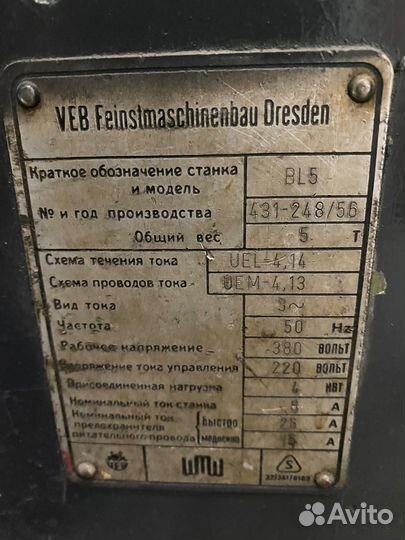 VEB Feinstmaschinenbau Dresden
Краткое обозначение станка и модель BL5
№ и год производства 431-248/56
Общий вес 5 Т
Схема течения тока UEL-4,14
Схема проводов тока UEM-4,13
Вид тока 3~
Частота 50 Hz
Рабочее напряжение 380 ВОЛЬТ
Напряжение тока управления 220 ВОЛЬТ
Присоединенная нагрузка 4 КВТ
Номинальный ток станка 8 А
Номинальный ток предохранителя питательного провода
быстро 25 А
медленно 15 А
WMW
S
Avito